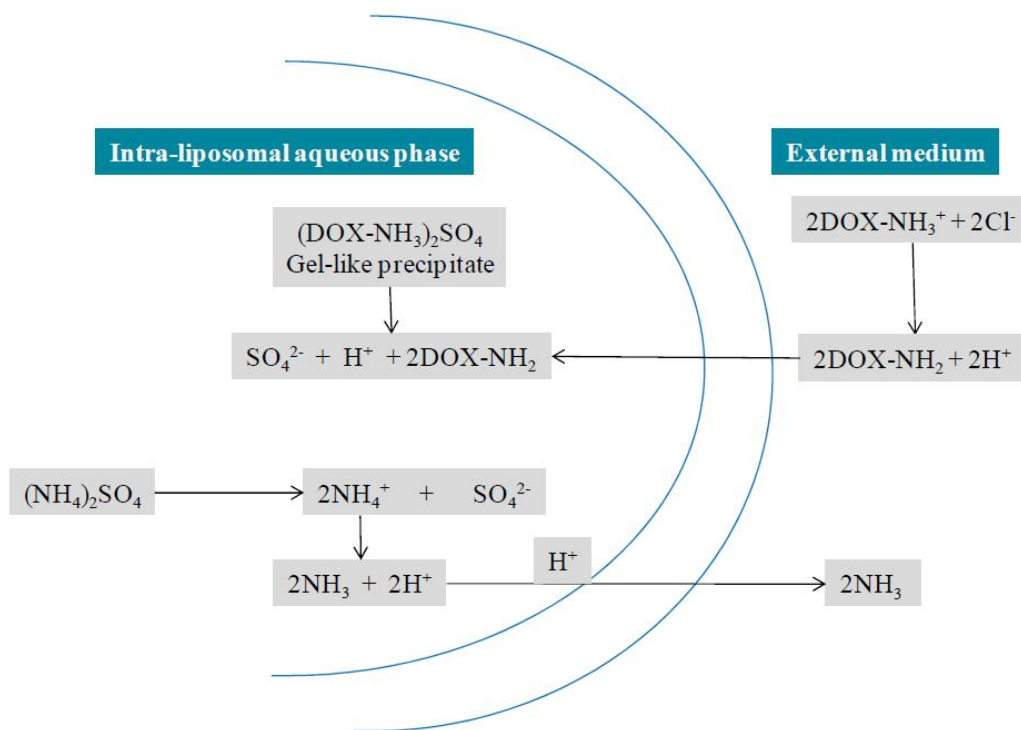 Intra-liposomal aqueous phase
External medium
(DOX-NH₃)₂SO₄
Gel-like precipitate
2DOX-NH₃⁺ + 2Cl⁻
SO₄²⁻ + H⁺ + 2DOX-NH₂
2DOX-NH₂ + 2H⁺
(NH₄)₂SO₄
2NH₄⁺ + SO₄²⁻
H⁺
2NH₃ + 2H⁺
2NH₃